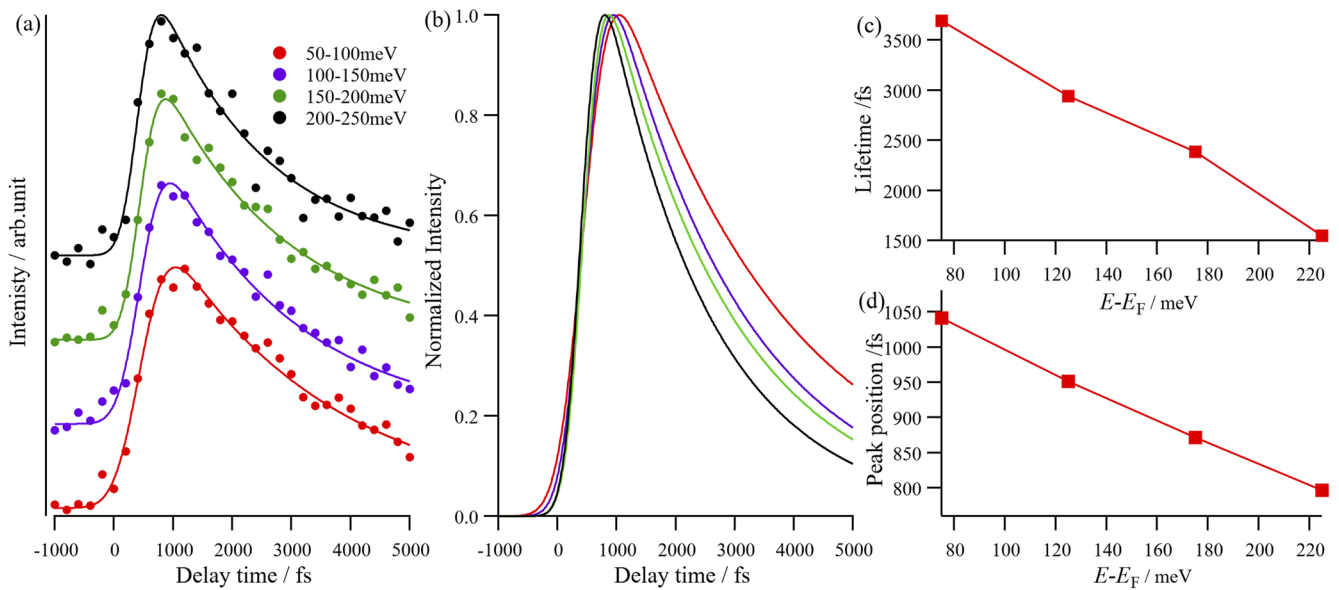 (a)
50-100meV
100-150meV
150-200meV
200-250meV
Intenisty / arb.unit
-1000 0 1000 2000 3000 4000 5000
Delay time / fs
(b)
1.0
0.8
0.6
0.4
0.2
0.0
Normalized Intensity
-1000 0 1000 2000 3000 4000 5000
Delay time / fs
(c)
3500
3000
2500
2000
1500
Lifetime /fs
80 100 120 140 160 180 200 220
E-EF / meV
(d)
1050
1000
950
900
850
800
Peak position /fs
80 100 120 140 160 180 200 220
E-EF / meV